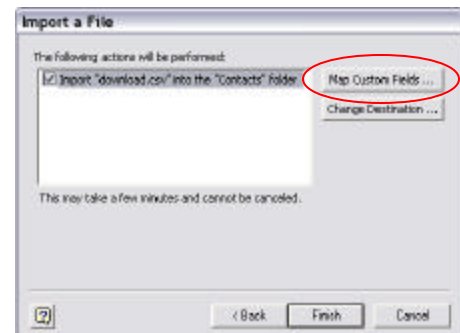 Import a File
The following actions will be performed:
Import "download.csv" into the "Contacts" folder.
Map Custom Fields ...
Change Destination ...
This may take a few minutes and cannot be canceled.
?
< Back
Finish
Cancel